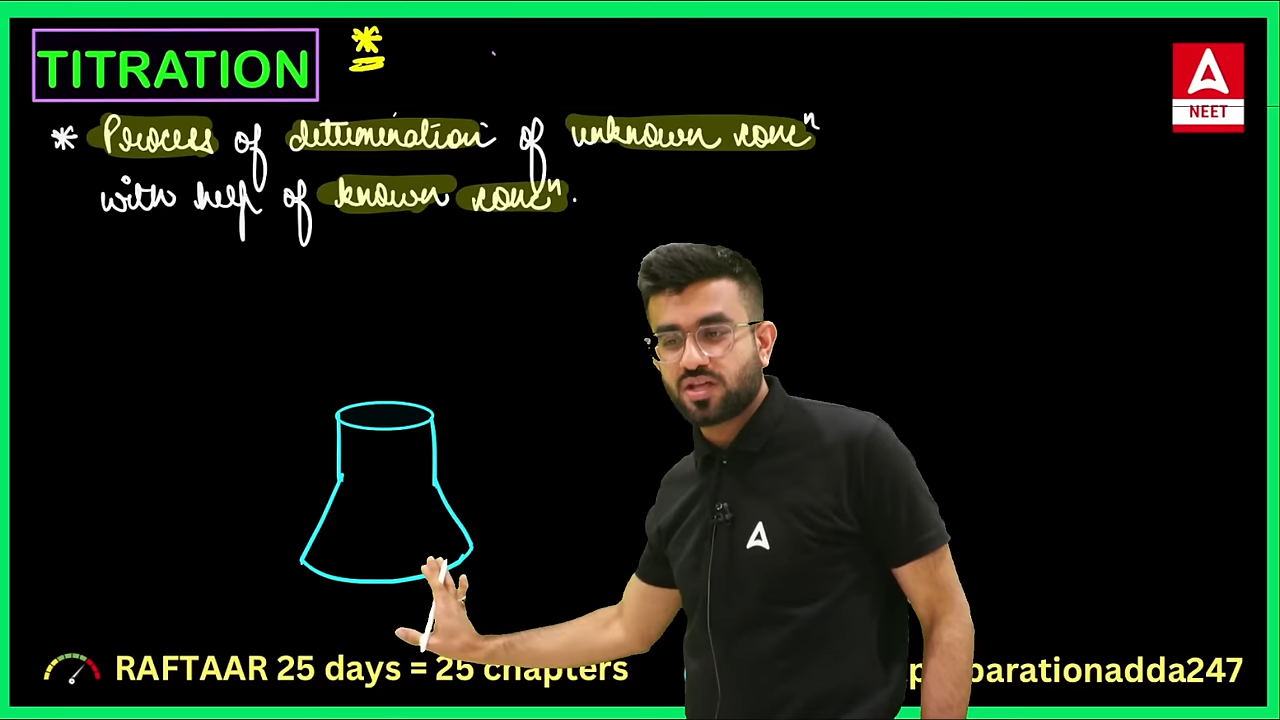 TITRATION *
* Process of determination of unknown concⁿ
with help of known concⁿ.
NEET
RAFTAAR 25 days = 25 chapters
parationadda247